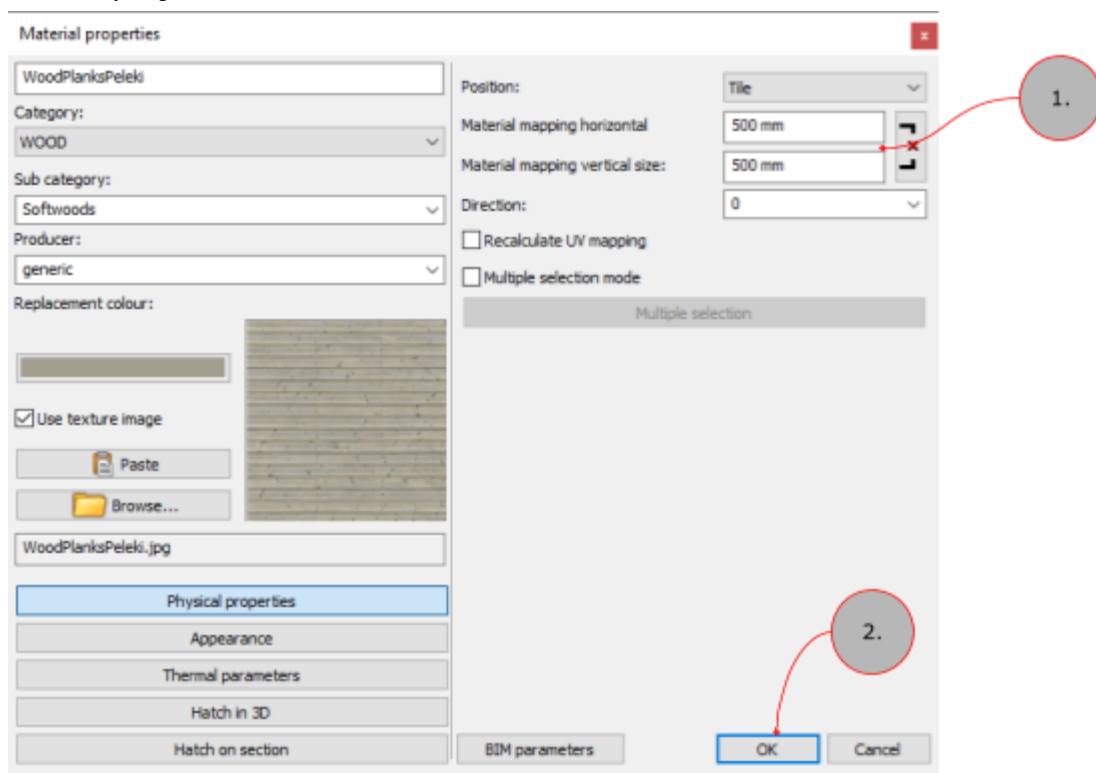 Material properties
WoodPlanksPeleki
Category:
WOOD
Sub category:
Softwoods
Producer:
generic
Replacement colour:
Use texture image
Paste
Browse...
WoodPlanksPeleki.jpg
Physical properties
Appearance
Thermal parameters
Hatch in 3D
Hatch on section
Position: Tile
Material mapping horizontal 500 mm
Material mapping vertical size: 500 mm
Direction: 0
Recalculate UV mapping
Multiple selection mode
Multiple selection
BIM parameters OK Cancel
1.
2.